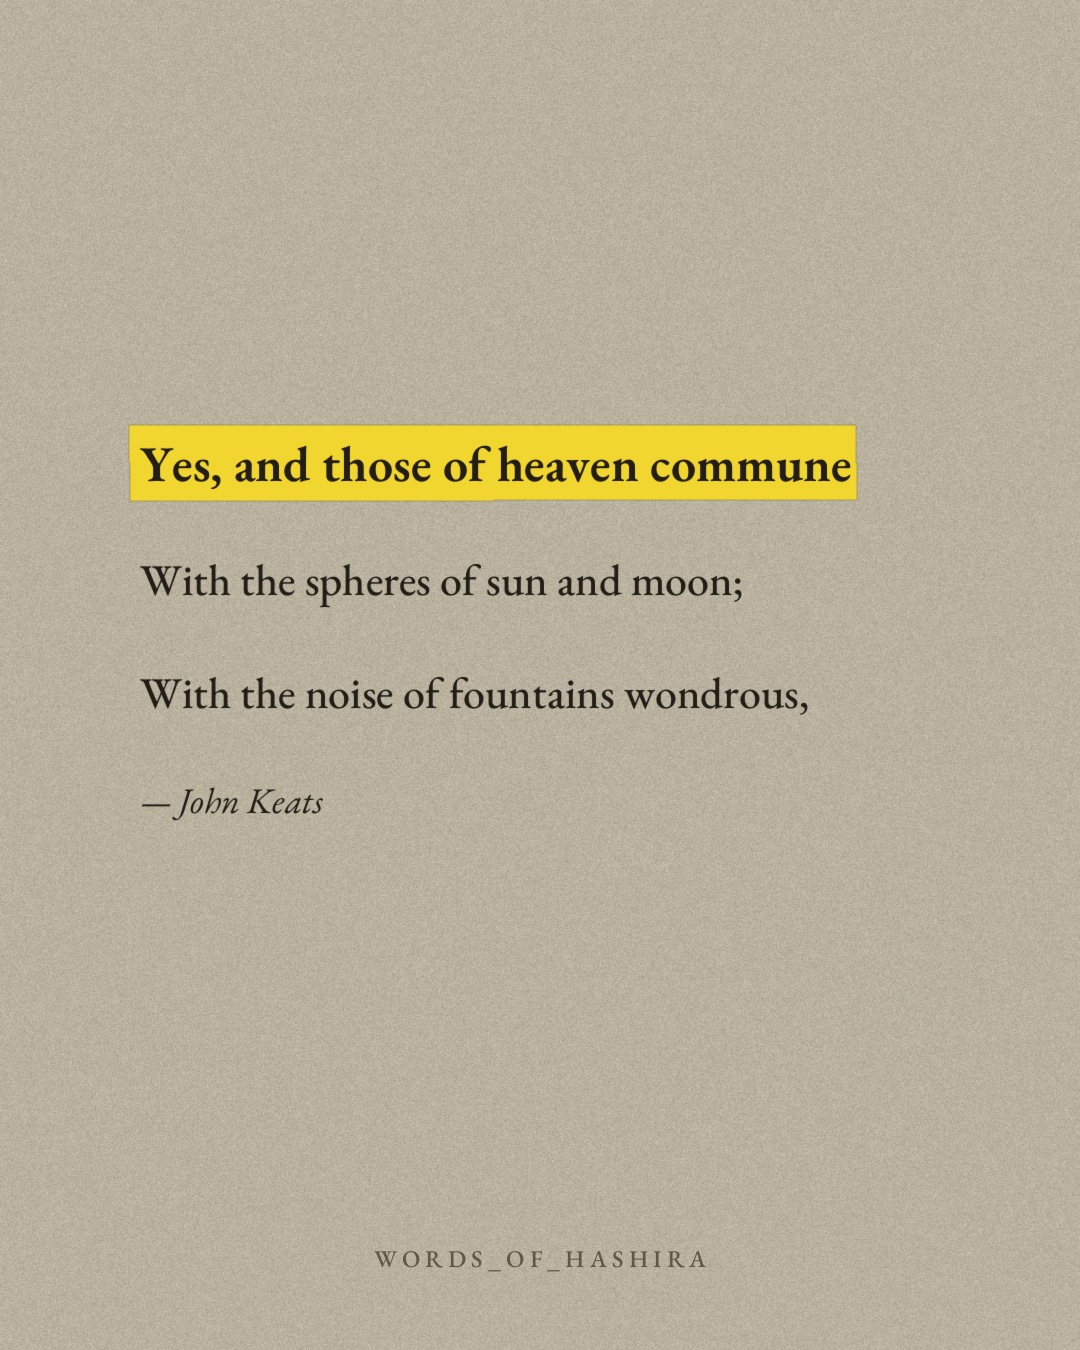 Yes, and those of heaven commune
With the spheres of sun and moon;
With the noise of fountains wondrous,
— John Keats
WORDS_OF_HASHIRA